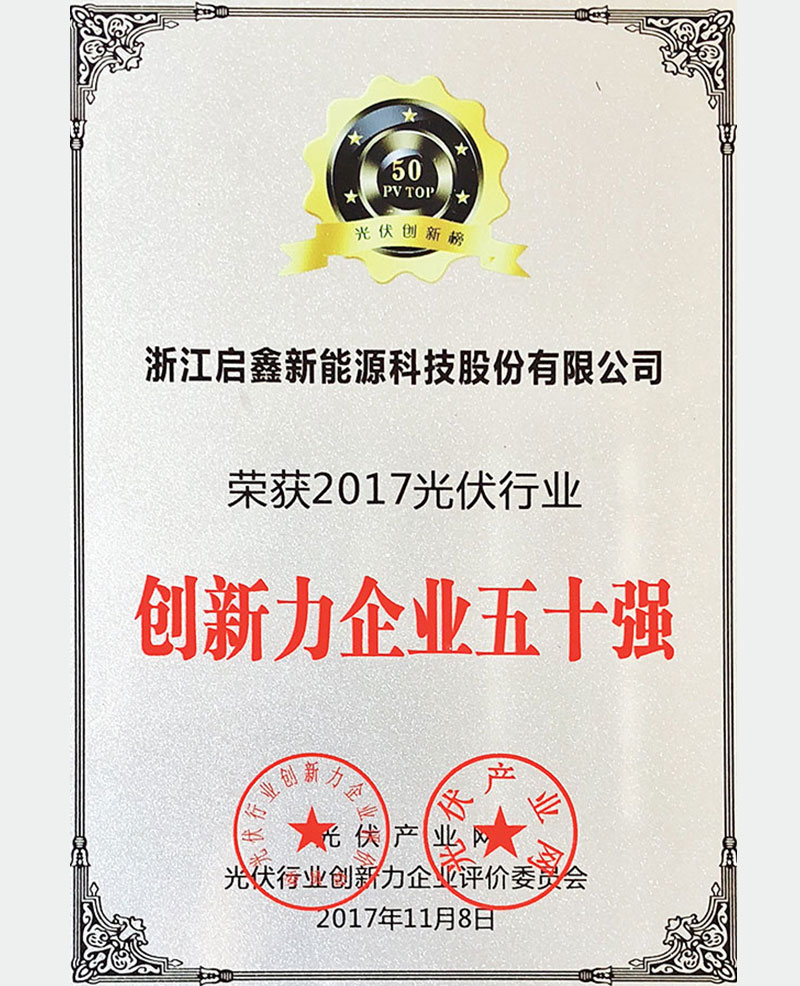 50
PV TOP
光伏创新榜
浙江启鑫新能源科技股份有限公司
荣获2017光伏行业
创新力企业五十强
光伏行业创新力企业评价
光伏产业网
光伏产业网
光伏行业创新力企业评价委员会
2017年11月8日